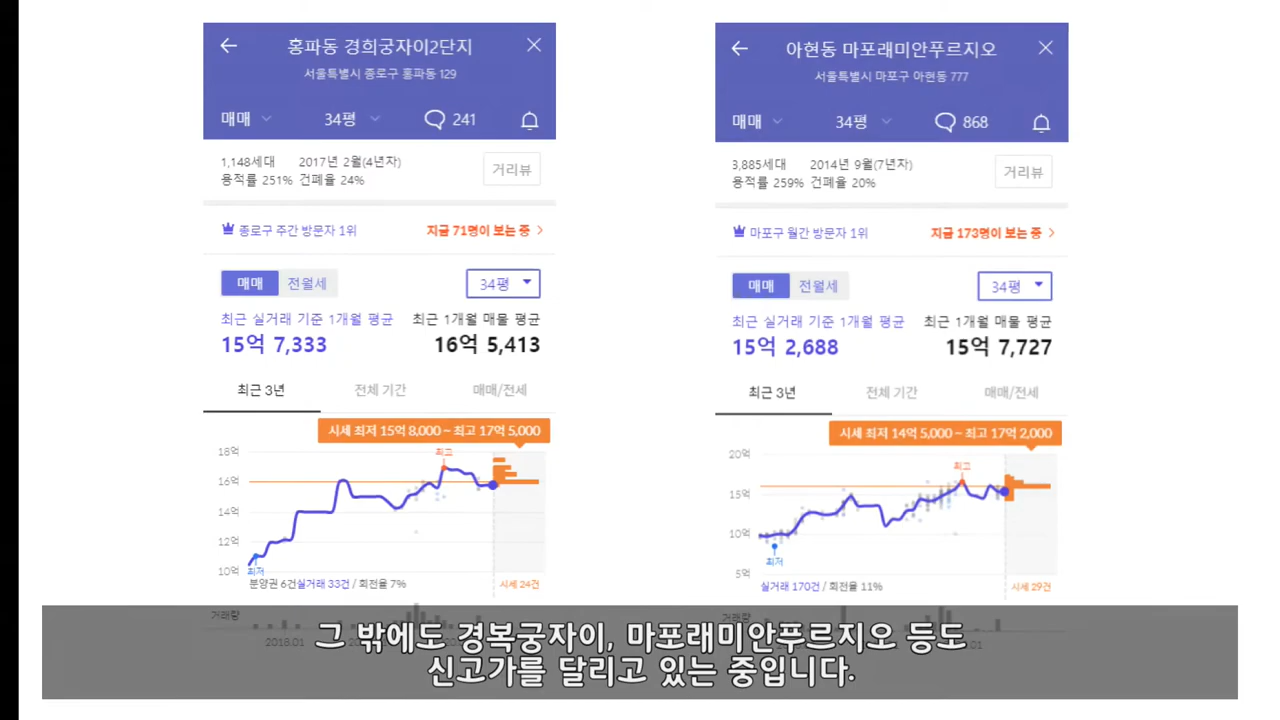 홍파동 경희궁자이2단지
서울특별시 종로구 홍파동 129
매매 34평 241
1,148세대 2017년 2월(4년차)
용적률 251% 건폐율 24%
거리뷰
종로구 주간 방문자 1위 지금 71명이 보는 중
매매 전월세 34평
최근 실거래 기준 1개월 평균 최근 1개월 매물 평균
15억 7,333 16억 5,413
최근 3년 전체 기간 매매/전세
시세 최저 15억 8,000 ~ 최고 17억 5,000
18억
최고
16억
14억
12억
최저
10억
분양권 6건실거래 33건 / 회전율 7% 시세 24건
거래량
2018.01
아현동 마포래미안푸르지오
서울특별시 마포구 아현동 777
매매 34평 868
3,885세대 2014년 9월(7년차)
용적률 259% 건폐율 20%
거리뷰
마포구 월간 방문자 1위 지금 173명이 보는 중
매매 전월세 34평
최근 실거래 기준 1개월 평균 최근 1개월 매물 평균
15억 2,688 15억 7,727
최근 3년 전체 기간 매매/전세
시세 최저 14억 5,000 ~ 최고 17억 2,000
20억
최고
15억
10억
최저
5억
실거래 170건 / 회전율 11% 시세 29건
그 밖에도 경복궁자이, 마포래미안푸르지오 등도
신고가를 달리고 있는 중입니다.